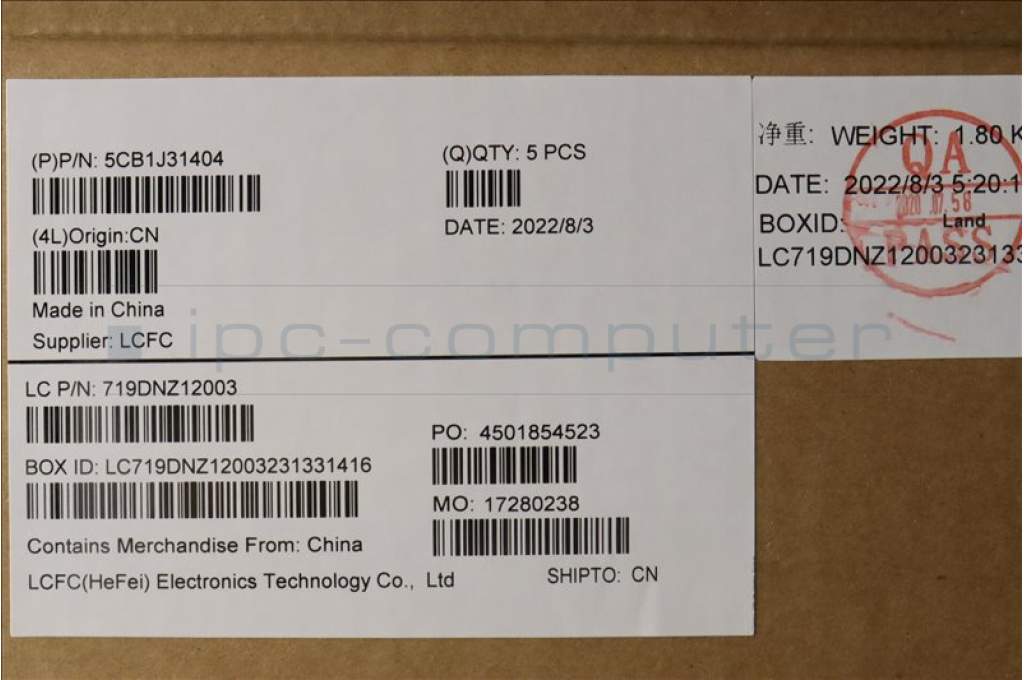 (P)P/N: 5CB1J31404
(4L)Origin:CN
Made in China
Supplier: LCFC
(Q)QTY: 5 PCS
DATE: 2022/8/3
净重: WEIGHT: 1.80 K
DATE: 2022/8/3 5:20:1
BOXID:
Land
LC719DNZ1200323133
QA
PASS
ipc-computer
LC P/N: 719DNZ12003
BOX ID: LC719DNZ12003231331416
Contains Merchandise From: China
LCFC(HeFei) Electronics Technology Co., Ltd
PO: 4501854523
MO: 17280238
SHIPTO: CN